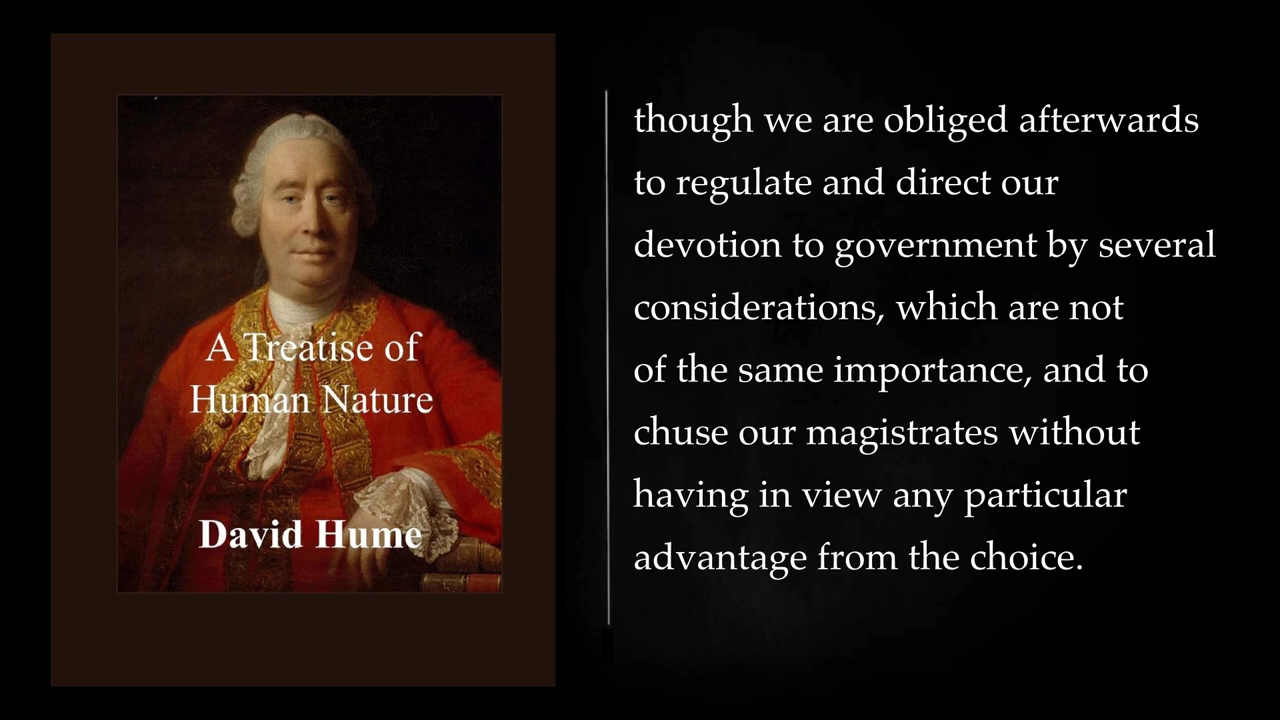 A Treatise of
Human Nature
David Hume
though we are obliged afterwards
to regulate and direct our
devotion to government by several
considerations, which are not
of the same importance, and to
chuse our magistrates without
having in view any particular
advantage from the choice.